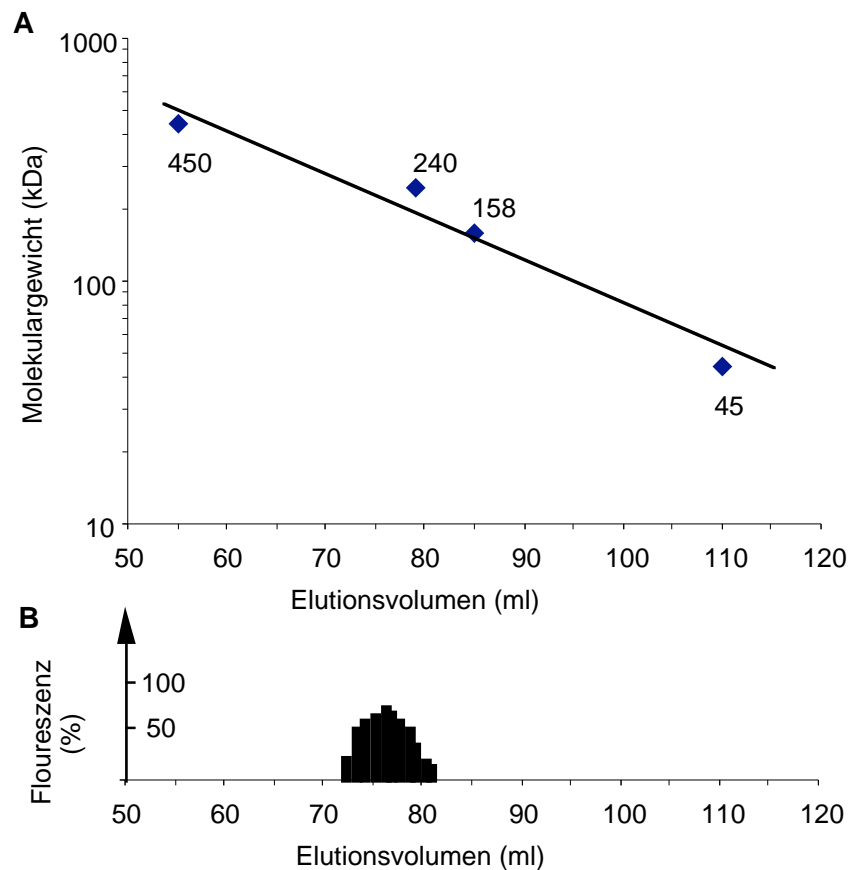 A
1000
100
10
Molekulargewicht (kDa)
450
240
158
45
50 60 70 80 90 100 110 120
Elutionsvolumen (ml)
B
Floureszenz
(%)
100
50
50 60 70 80 90 100 110 120
Elutionsvolumen (ml)